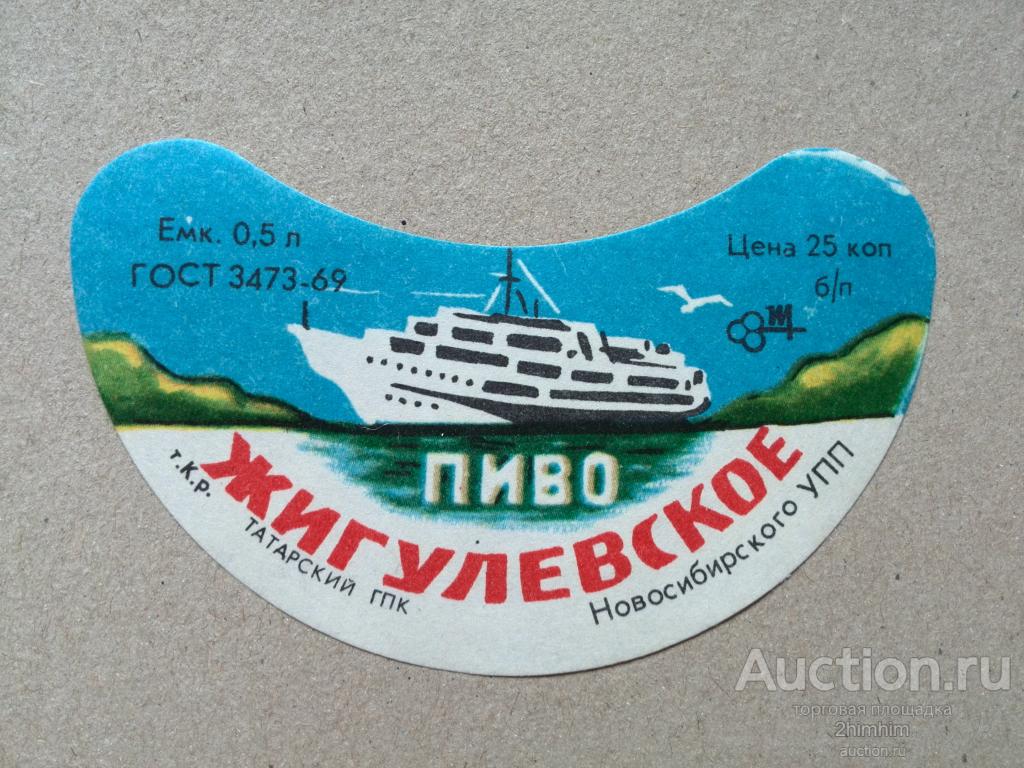 Емк. 0,5 л
ГОСТ 3473-69
Цена 25 коп
б/п
ПИВО
ЖИГУЛЕВСКОЕ
т.К.р. ТАТАРСКИЙ ГПК
Новосибирского УПП
Auction.ru
торговая площадка
2himhim
auction.ru